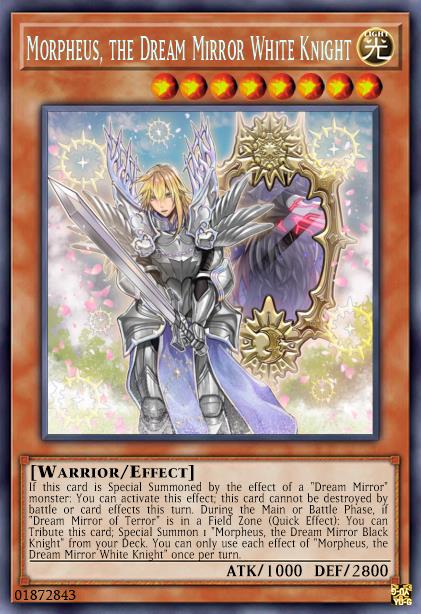 MORPHEUS, THE DREAM MIRROR WHITE KNIGHT
LIGHT
光
[WARRIOR/EFFECT]
If this card is Special Summoned by the effect of a "Dream Mirror"
monster: You can activate this effect; this card cannot be destroyed by
battle or card effects this turn. During the Main or Battle Phase, if
"Dream Mirror of Terror" is in a Field Zone (Quick Effect): You can
Tribute this card; Special Summon 1 "Morpheus, the Dream Mirror Black
Knight" from your Deck. You can only use each effect of "Morpheus, the
Dream Mirror White Knight" once per turn.
ATK/1000 DEF/2800
01872843